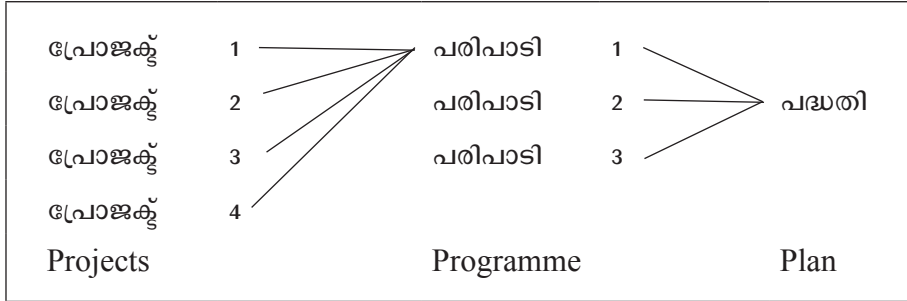 പ്രോജക്ട് 1 പരിപാടി 1
പ്രോജക്ട് 2 പരിപാടി 2 പദ്ധതി
പ്രോജക്ട് 3 പരിപാടി 3
പ്രോജക്ട് 4
Projects Programme Plan